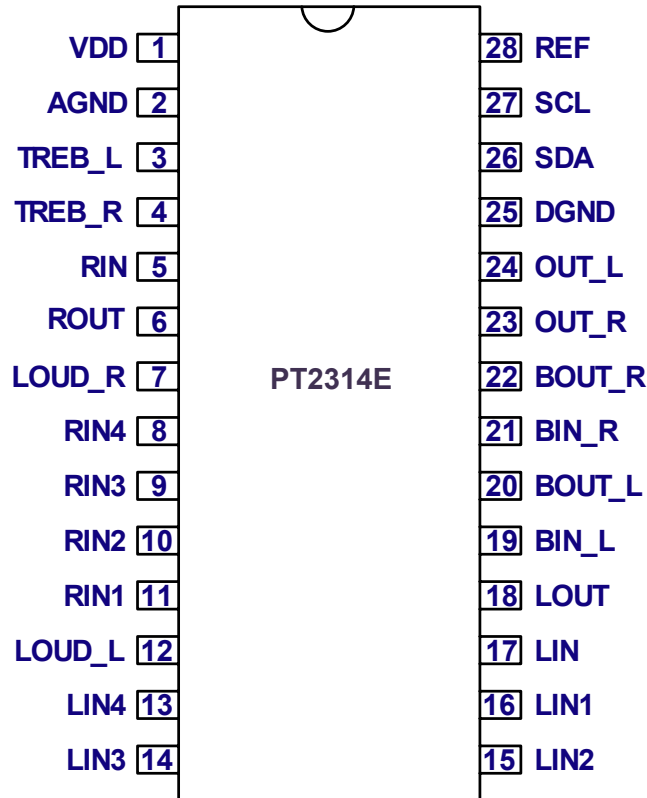 VDD 1 28 REF
AGND 2 27 SCL
TREB_L 3 26 SDA
TREB_R 4 25 DGND
RIN 5 24 OUT_L
ROUT 6 23 OUT_R
LOUD_R 7 PT2314E 22 BOUT_R
RIN4 8 21 BIN_R
RIN3 9 20 BOUT_L
RIN2 10 19 BIN_L
RIN1 11 18 LOUT
LOUD_L 12 17 LIN
LIN4 13 16 LIN1
LIN3 14 15 LIN2